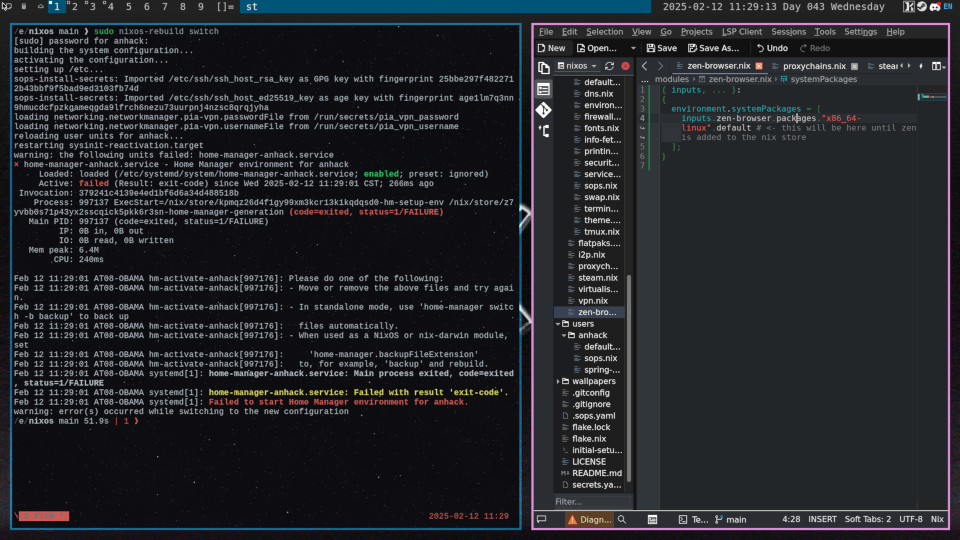 1 2 3 4 5 6 7 8 9 []= st
2025-02-12 11:29:13 Day 043 Wednesday
EN
/e/nixos main ❯ sudo nixos-rebuild switch
[sudo] password for anhack:
building the system configuration...
activating the configuration...
setting up /etc...
sops-install-secrets: Imported /etc/ssh/ssh_host_rsa_key as GPG key with fingerprint 25bbe297f482271
2b43bbf9f5bad9ed3103fb74d
sops-install-secrets: Imported /etc/ssh/ssh_host_ed25519_key as age key with fingerprint age1lm7q3nn
loading networking.networkmanager.pia-vpn.passwordFile from /run/secrets/pia_vpn_password
loading networking.networkmanager.pia-vpn.usernameFile from /run/secrets/pia_vpn_username
reloading user units for anhack...
restarting sysinit-reactivation.target
warning: the following units failed: home-manager-anhack.service
× home-manager-anhack.service - Home Manager environment for anhack
Loaded: loaded (/etc/systemd/system/home-manager-anhack.service; enabled; preset: ignored)
Active: failed (Result: exit-code) since Wed 2025-02-12 11:29:01 CST; 266ms ago
Invocation: 379241c4139e4ed1bf6d6a34d488518b
Process: 997137 ExecStart=/nix/store/kpmqz26d4f1gy99xm3kcr13k1kqdqsd0-hm-setup-env /nix/store/z7
yvbb0s71p43yx2sscqick5pkk6r3sn-home-manager-generation (code=exited, status=1/FAILURE)
Main PID: 997137 (code=exited, status=1/FAILURE)
IP: 0B in, 0B out
IO: 0B read, 0B written
Mem peak: 6.4M
CPU: 240ms
Feb 12 11:29:01 AT08-OBAMA hm-activate-anhack[997176]: Please do one of the following:
Feb 12 11:29:01 AT08-OBAMA hm-activate-anhack[997176]: - Move or remove the above files and try agai
n.
Feb 12 11:29:01 AT08-OBAMA hm-activate-anhack[997176]: - In standalone mode, use 'home-manager switc
h -b backup' to back up
Feb 12 11:29:01 AT08-OBAMA hm-activate-anhack[997176]: files automatically.
Feb 12 11:29:01 AT08-OBAMA hm-activate-anhack[997176]: - When used as a NixOS or nix-darwin module,
set
Feb 12 11:29:01 AT08-OBAMA hm-activate-anhack[997176]: 'home-manager.backupFileExtension'
Feb 12 11:29:01 AT08-OBAMA hm-activate-anhack[997176]: to, for example, 'backup' and rebuild.
Feb 12 11:29:01 AT08-OBAMA systemd[1]: home-manager-anhack.service: Main process exited, code=exited
, status=1/FAILURE
Feb 12 11:29:01 AT08-OBAMA systemd[1]: home-manager-anhack.service: Failed with result 'exit-code'.
Feb 12 11:29:01 AT08-OBAMA systemd[1]: Failed to start Home Manager environment for anhack.
warning: error(s) occurred while switching to the new configuration
/e/nixos main 51.9s | 1 ❯
2025-02-12 11:29
File Edit Selection View Go Projects LSP Client Sessions Tools Settings Help
New Open... Save Save As... Undo Redo
nixos
zen-browser.nix proxychains.nix stear
modules > zen-browser.nix > systemPackages
default...
dns.nix
environ...
firewall...
fonts.nix
info-fet...
printin...
securit...
service...
sops.nix
swap.nix
termin...
theme....
tmux.nix
flatpaks....
i2p.nix
proxych...
steam.nix
virtualis...
vpn.nix
zen-bro...
users
anhack
default...
sops.nix
spring-...
wallpapers
.gitconfig
.gitignore
.sops.yaml
flake.lock
flake.nix
initial-setu...
LICENSE
README.md
secrets.ya...
Filter...
1 { inputs, ... }:
2 {
3 environment.systemPackages = [
4 inputs.zen-browser.packages."x86_64-
linux".default # <- this will be here until zen
is added to the nix store
5 ];
6 }
7
Diagn... Te... main 4:28 INSERT Soft Tabs: 2 UTF-8 Nix